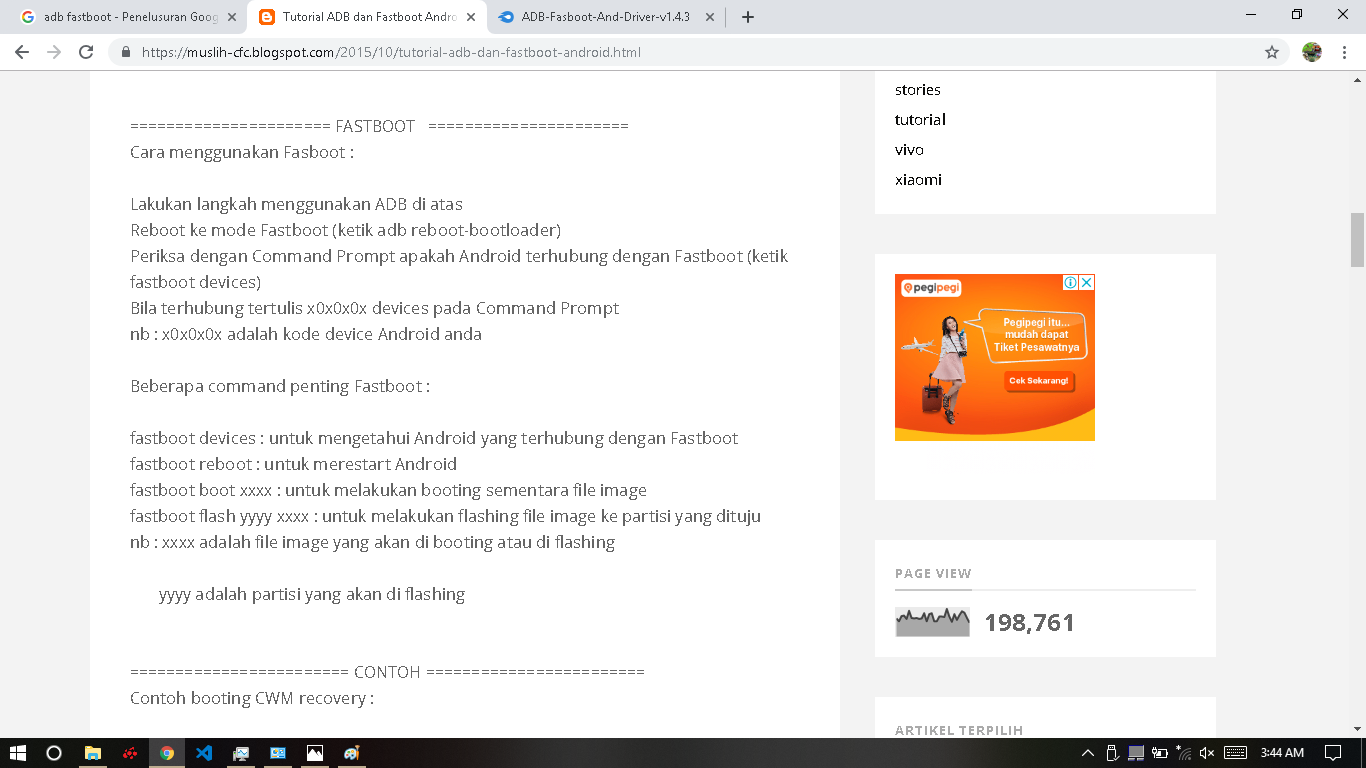 adb fastboot - Penelusuran Goog
Tutorial ADB dan Fastboot Andro
ADB-Fasboot-And-Driver-v1.4.3
https://muslih-cfc.blogspot.com/2015/10/tutorial-adb-dan-fastboot-android.html
====================== FASTBOOT ======================
Cara menggunakan Fasboot :
Lakukan langkah menggunakan ADB di atas
Reboot ke mode Fastboot (ketik adb reboot-bootloader)
Periksa dengan Command Prompt apakah Android terhubung dengan Fastboot (ketik
fastboot devices)
Bila terhubung tertulis x0x0x0x devices pada Command Prompt
nb : x0x0x0x adalah kode device Android anda
Beberapa command penting Fastboot :
fastboot devices : untuk mengetahui Android yang terhubung dengan Fastboot
fastboot reboot : untuk merestart Android
fastboot boot xxxx : untuk melakukan booting sementara file image
fastboot flash yyyy xxxx : untuk melakukan flashing file image ke partisi yang dituju
nb : xxxx adalah file image yang akan di booting atau di flashing
yyyy adalah partisi yang akan di flashing
======================== CONTOH ========================
Contoh booting CWM recovery :
stories
tutorial
vivo
xiaomi
pegipegi
Pegipegi itu...
mudah dapat
Tiket Pesawatnya
Cek Sekarang!
PAGE VIEW
198,761
ARTIKEL TERPILIH
3:44 AM